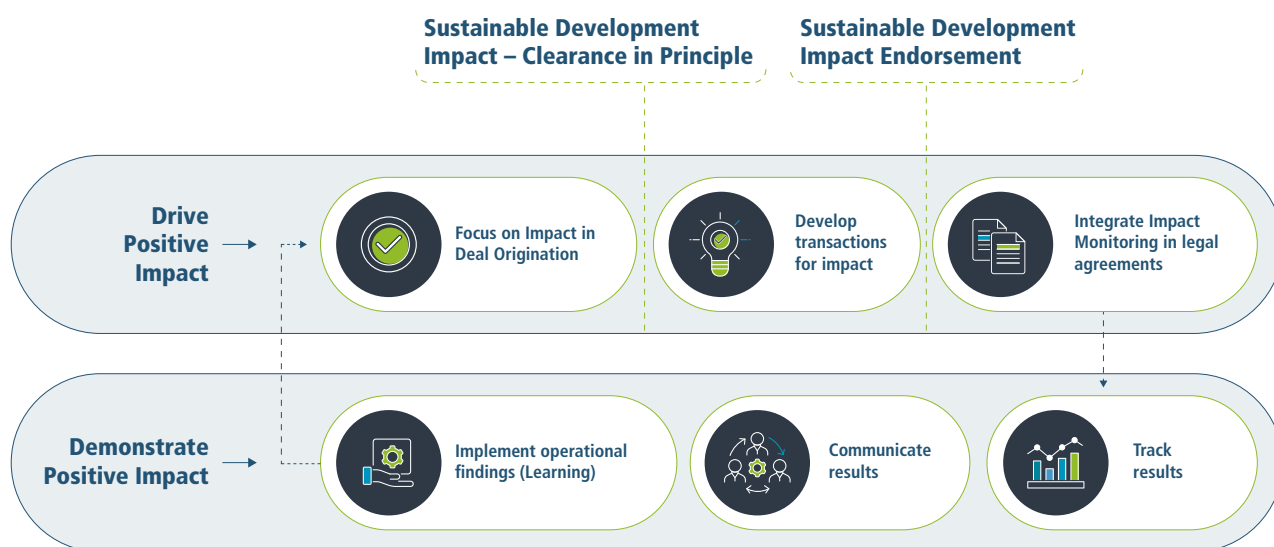 Sustainable Development
Impact – Clearance in Principle
Sustainable Development
Impact Endorsement
Drive
Positive
Impact
Focus on Impact in
Deal Origination
Develop
transactions
for impact
Integrate Impact
Monitoring in legal
agreements
Demonstrate
Positive Impact
Implement operational
findings (Learning)
Communicate
results
Track
results